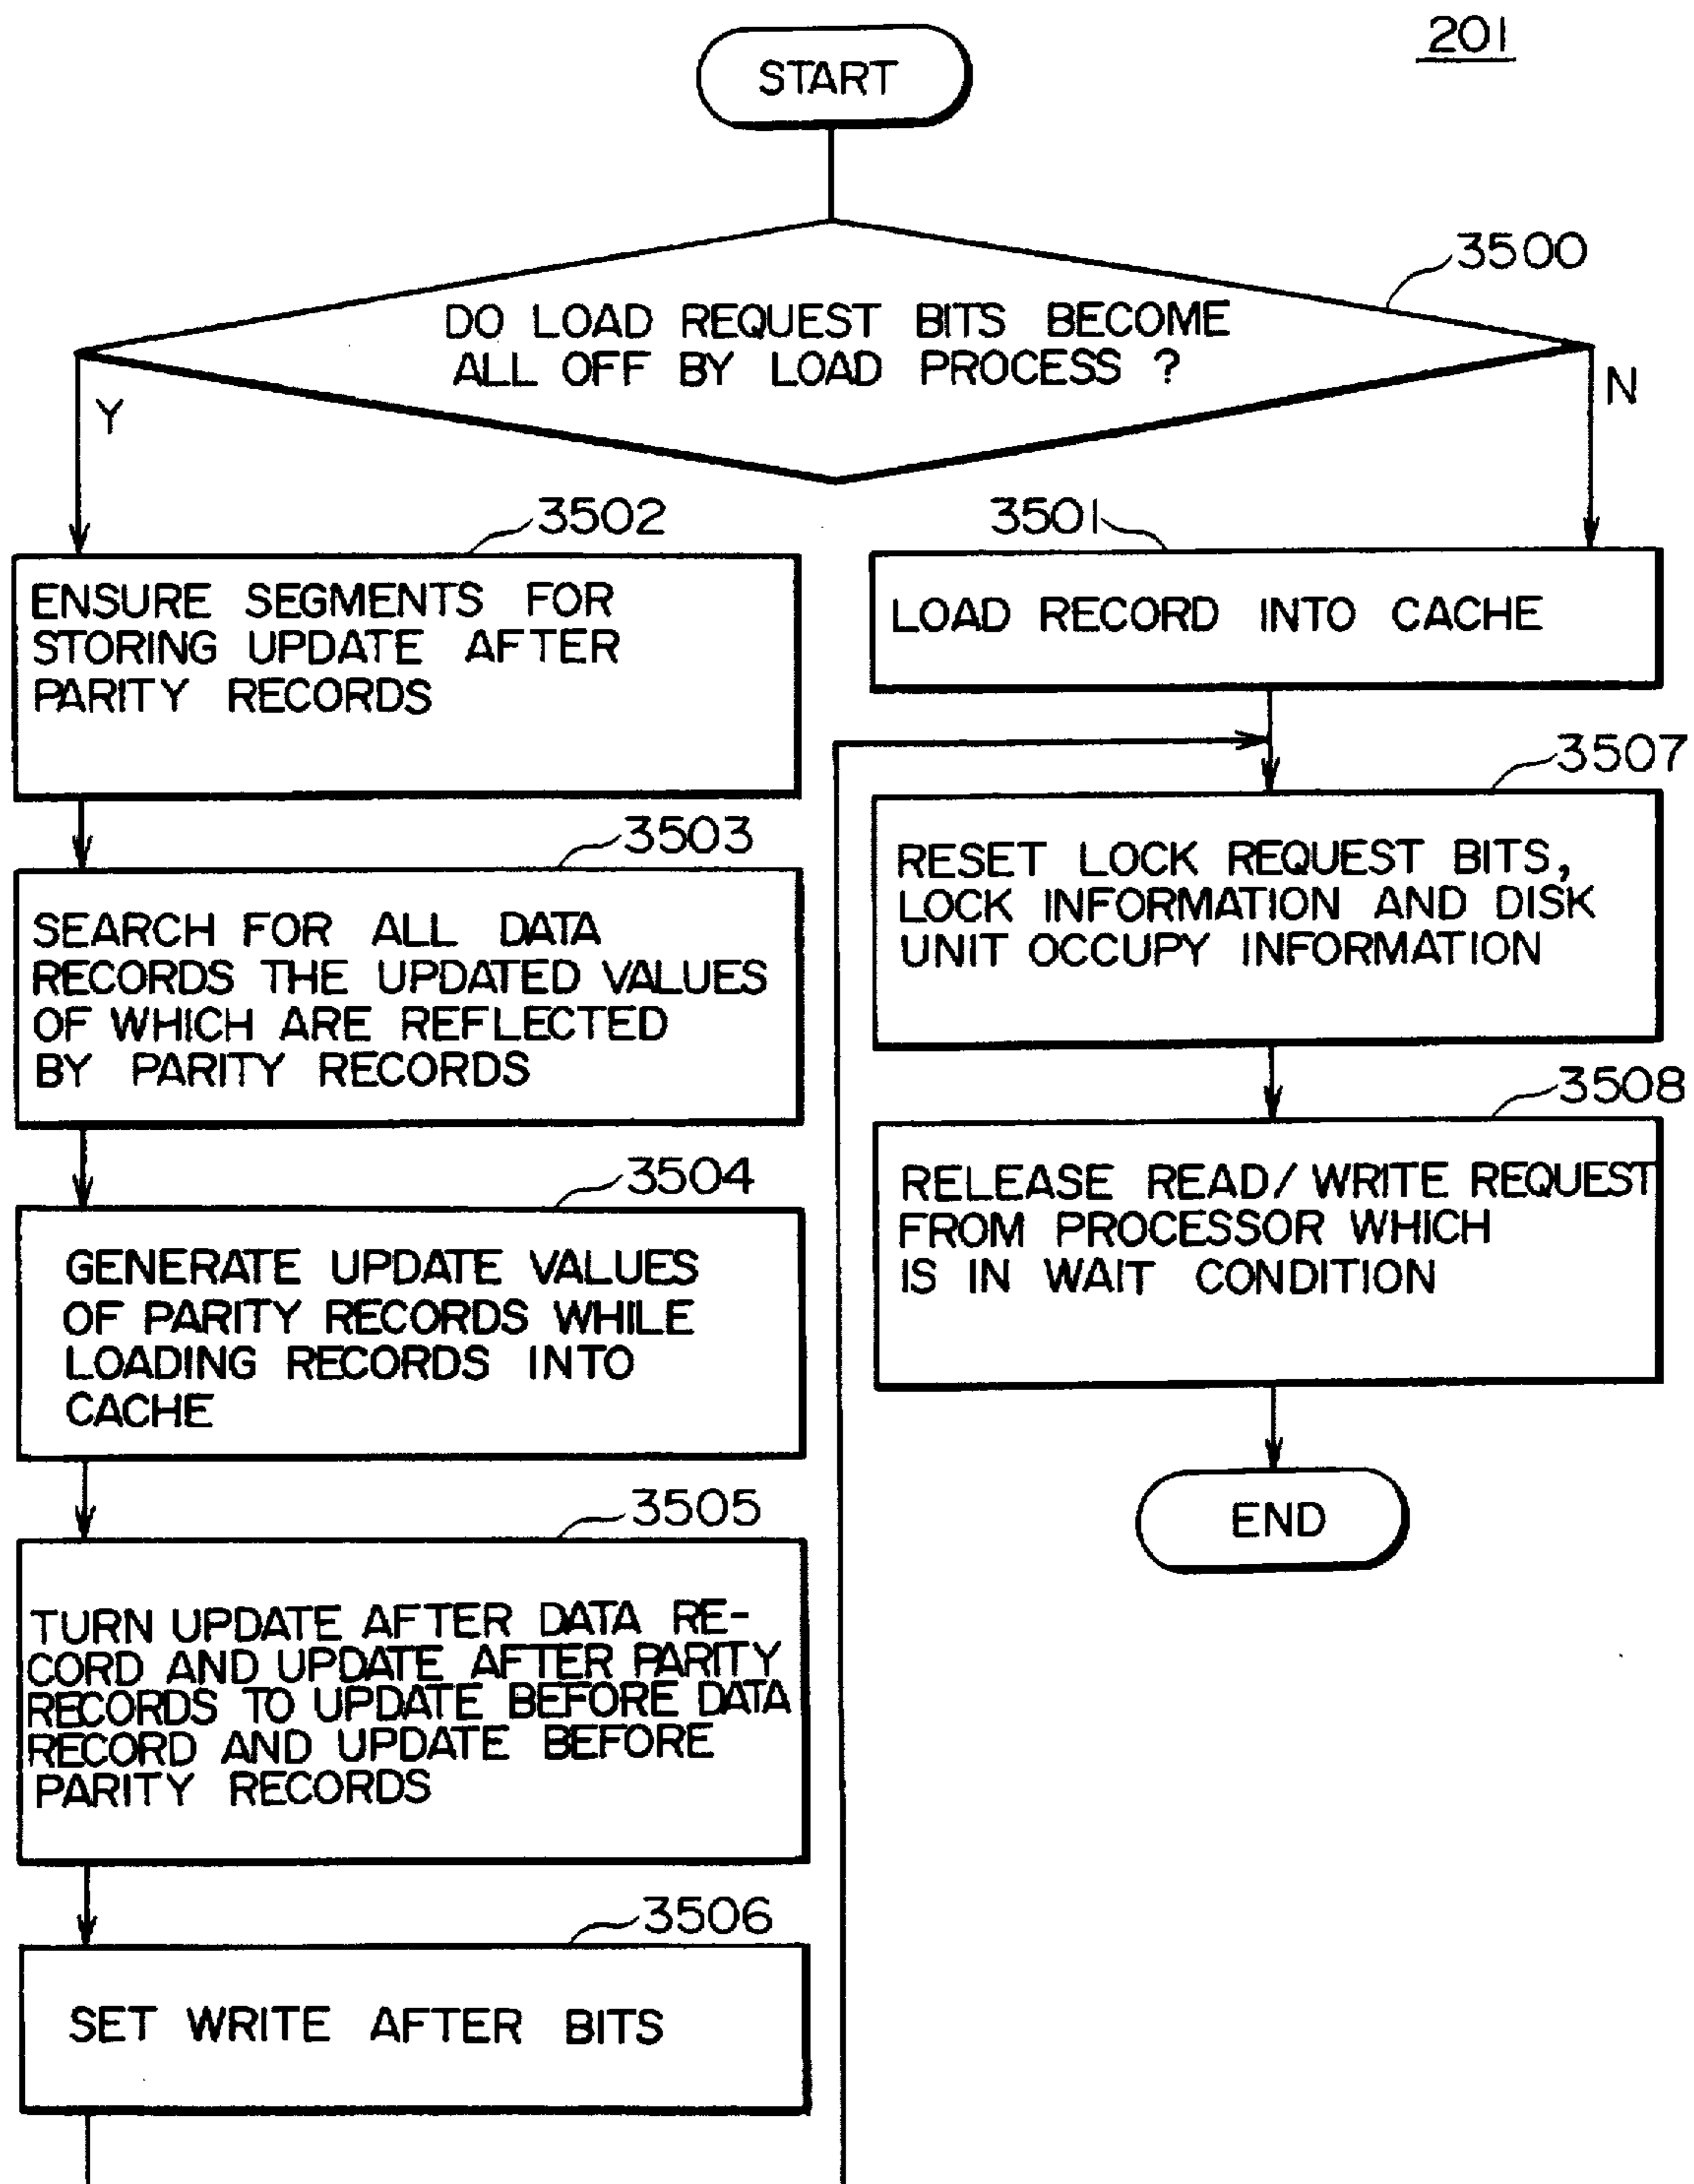 201
START
3500
DO LOAD REQUEST BITS BECOME
ALL OFF BY LOAD PROCESS ?
Y
N
3502
ENSURE SEGMENTS FOR
STORING UPDATE AFTER
PARITY RECORDS
3501
LOAD RECORD INTO CACHE
3503
SEARCH FOR ALL DATA
RECORDS THE UPDATED VALUES
OF WHICH ARE REFLECTED
BY PARITY RECORDS
3507
RESET LOCK REQUEST BITS,
LOCK INFORMATION AND DISK
UNIT OCCUPY INFORMATION
3504
GENERATE UPDATE VALUES
OF PARITY RECORDS WHILE
LOADING RECORDS INTO
CACHE
3508
RELEASE READ/WRITE REQUEST
FROM PROCESSOR WHICH
IS IN WAIT CONDITION
3505
TURN UPDATE AFTER DATA RE-
CORD AND UPDATE AFTER PARITY
RECORDS TO UPDATE BEFORE DATA
RECORD AND UPDATE BEFORE
PARITY RECORDS
END
3506
SET WRITE AFTER BITS